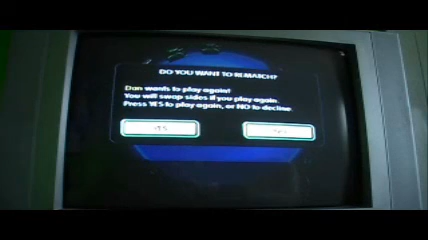 DO YOU WANT TO REMATCH?
Dan wants to play again!
You will swap sides if you play again.
Press YES to play again, or NO to decline
YES
NO